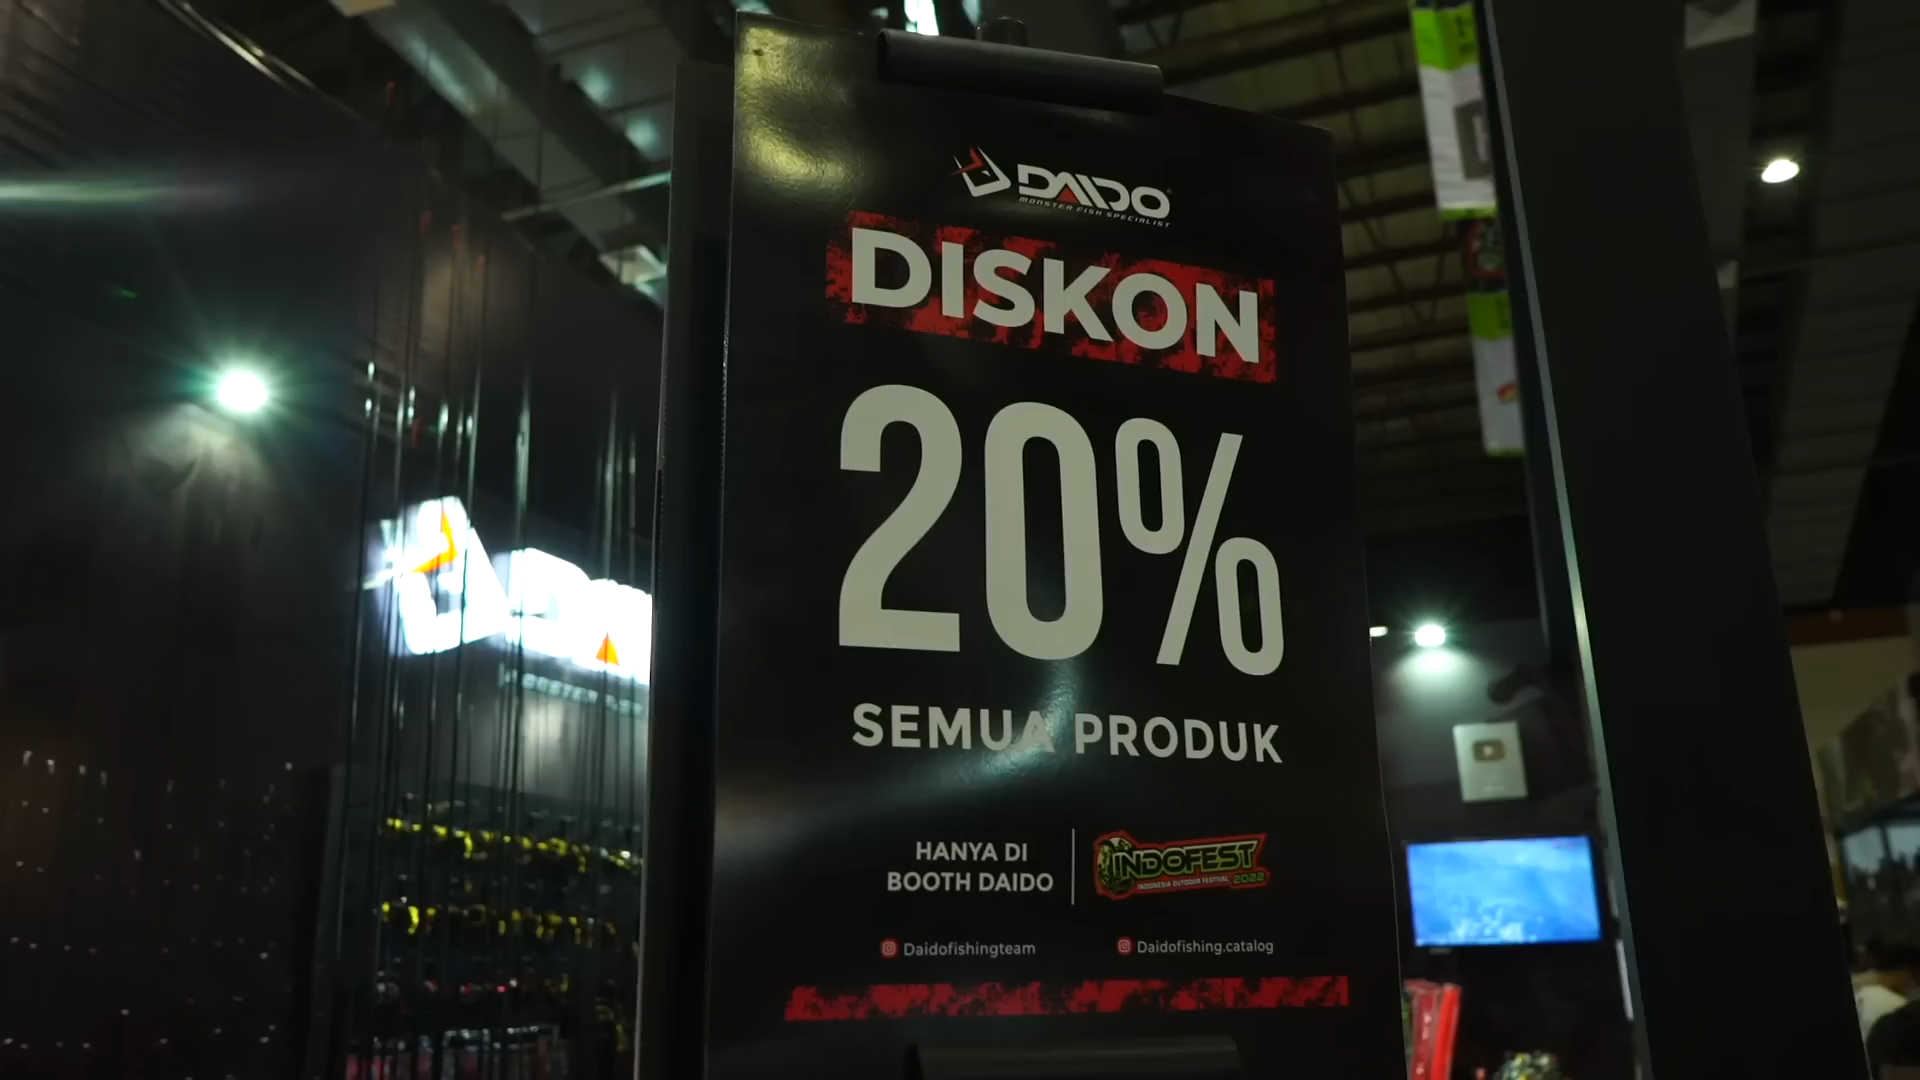 DAIDO
MONSTER FISH SPECIALIST
DISKON
20%
SEMUA PRODUK
HANYA DI
BOOTH DAIDO
INDOFEST
INDONESIA OUTDOOR FESTIVAL 2022
Daidofishingteam
Daidofishing.catalog